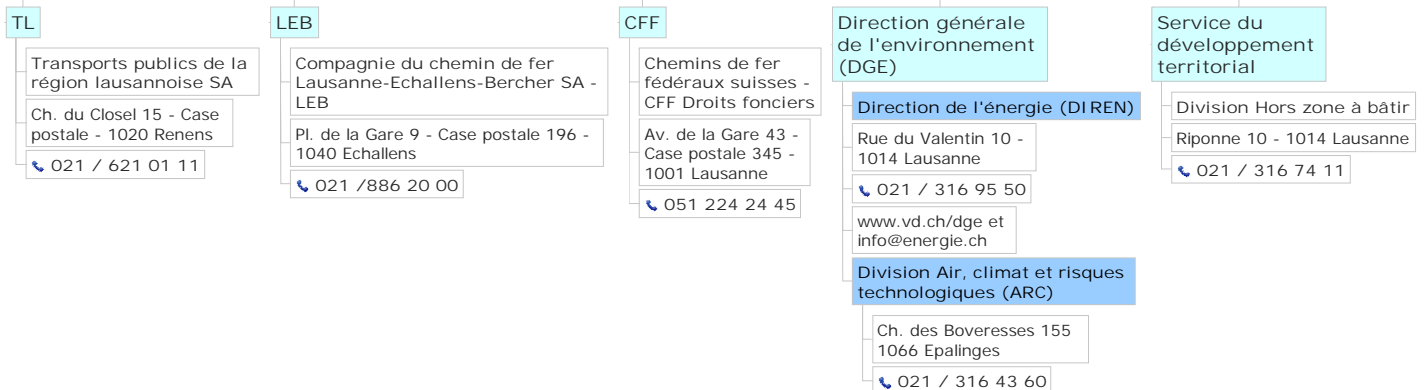 TL
Transports publics de la
région lausannoise SA
Ch. du Closel 15 - Case
postale - 1020 Renens
021 / 621 01 11
LEB
Compagnie du chemin de fer
Lausanne-Echallens-Bercher SA -
LEB
Pl. de la Gare 9 - Case postale 196 -
1040 Echallens
021 /886 20 00
CFF
Chemins de fer
fédéraux suisses -
CFF Droits fonciers
Av. de la Gare 43 -
Case postale 345 -
1001 Lausanne
051 224 24 45
Direction générale
de l'environnement
(DGE)
Direction de l'énergie (DIREN)
Rue du Valentin 10 -
1014 Lausanne
021 / 316 95 50
www.vd.ch/dge et
info@energie.ch
Division Air, climat et risques
technologiques (ARC)
Ch. des Boveresses 155
1066 Epalinges
021 / 316 43 60
Service du
développement
territorial
Division Hors zone à bâtir
Riponne 10 - 1014 Lausanne
021 / 316 74 11